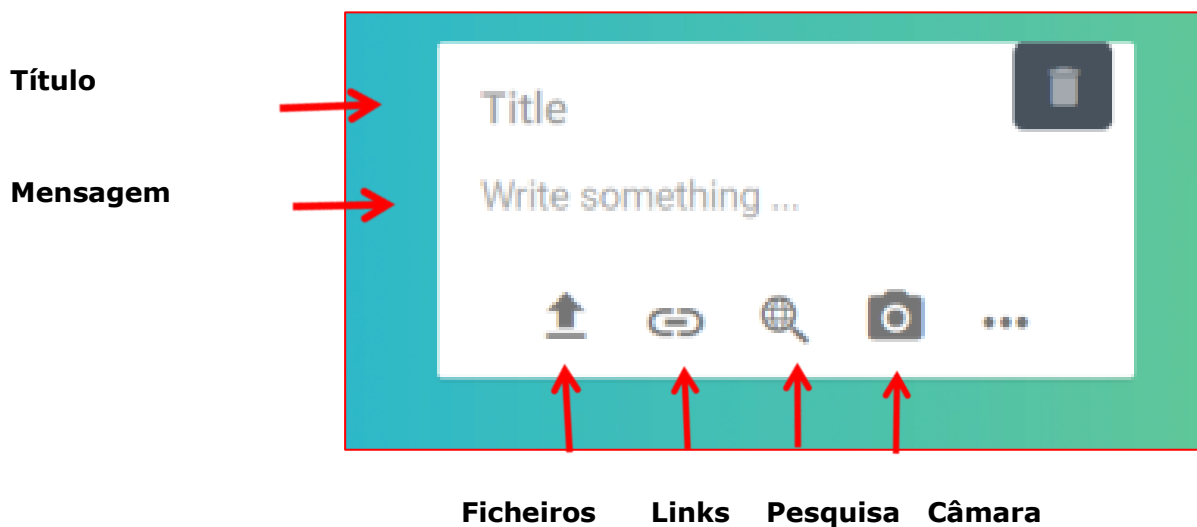 Título
Title
Mensagem
Write something ...
Ficheiros Links Pesquisa Câmara